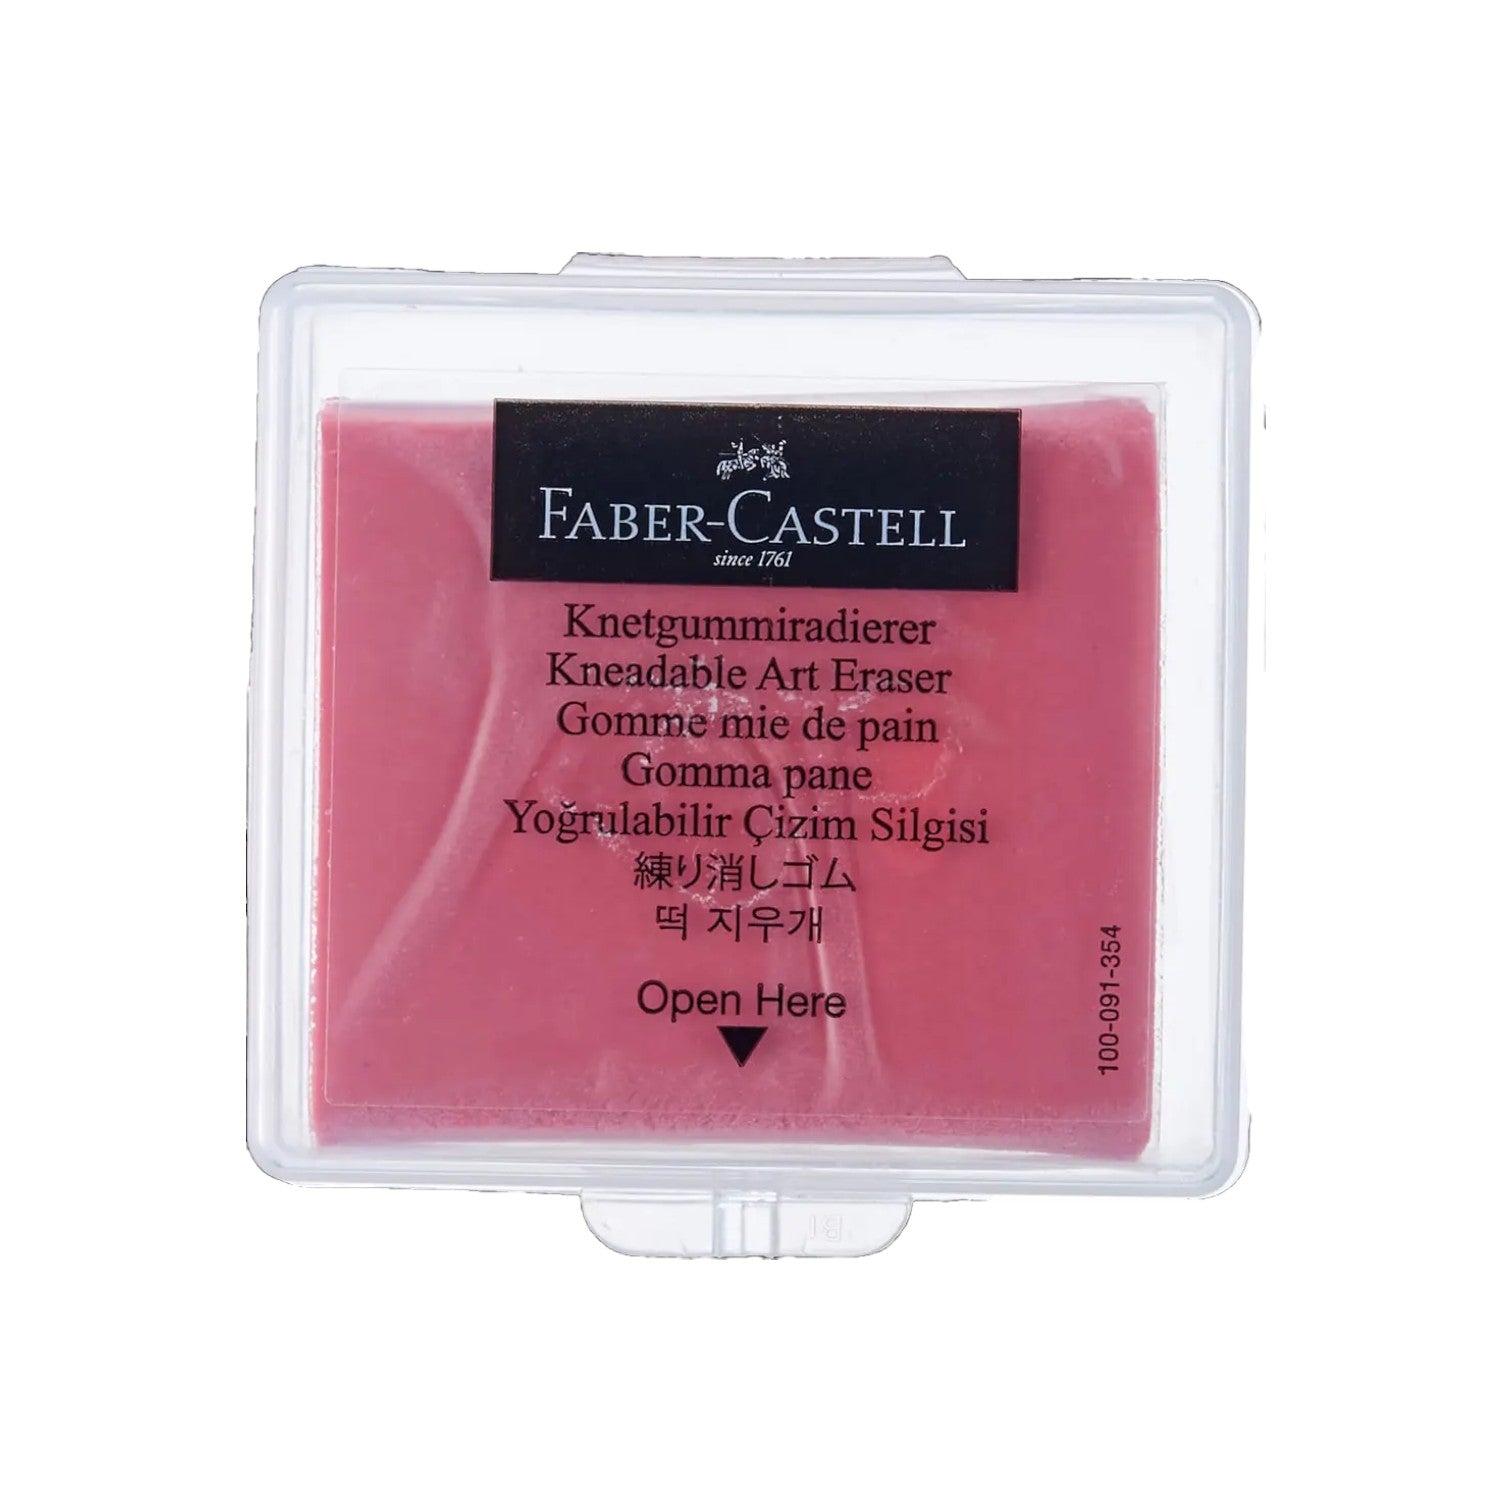 FABER-CASTELL
since 1761
Knetgummiradierer
Kneadable Art Eraser
Gomme mie de pain
Gomma pane
Yoğrulabilir Çizim Silgisi
練り消しゴム
떡 지우개
Open Here
100-091-354